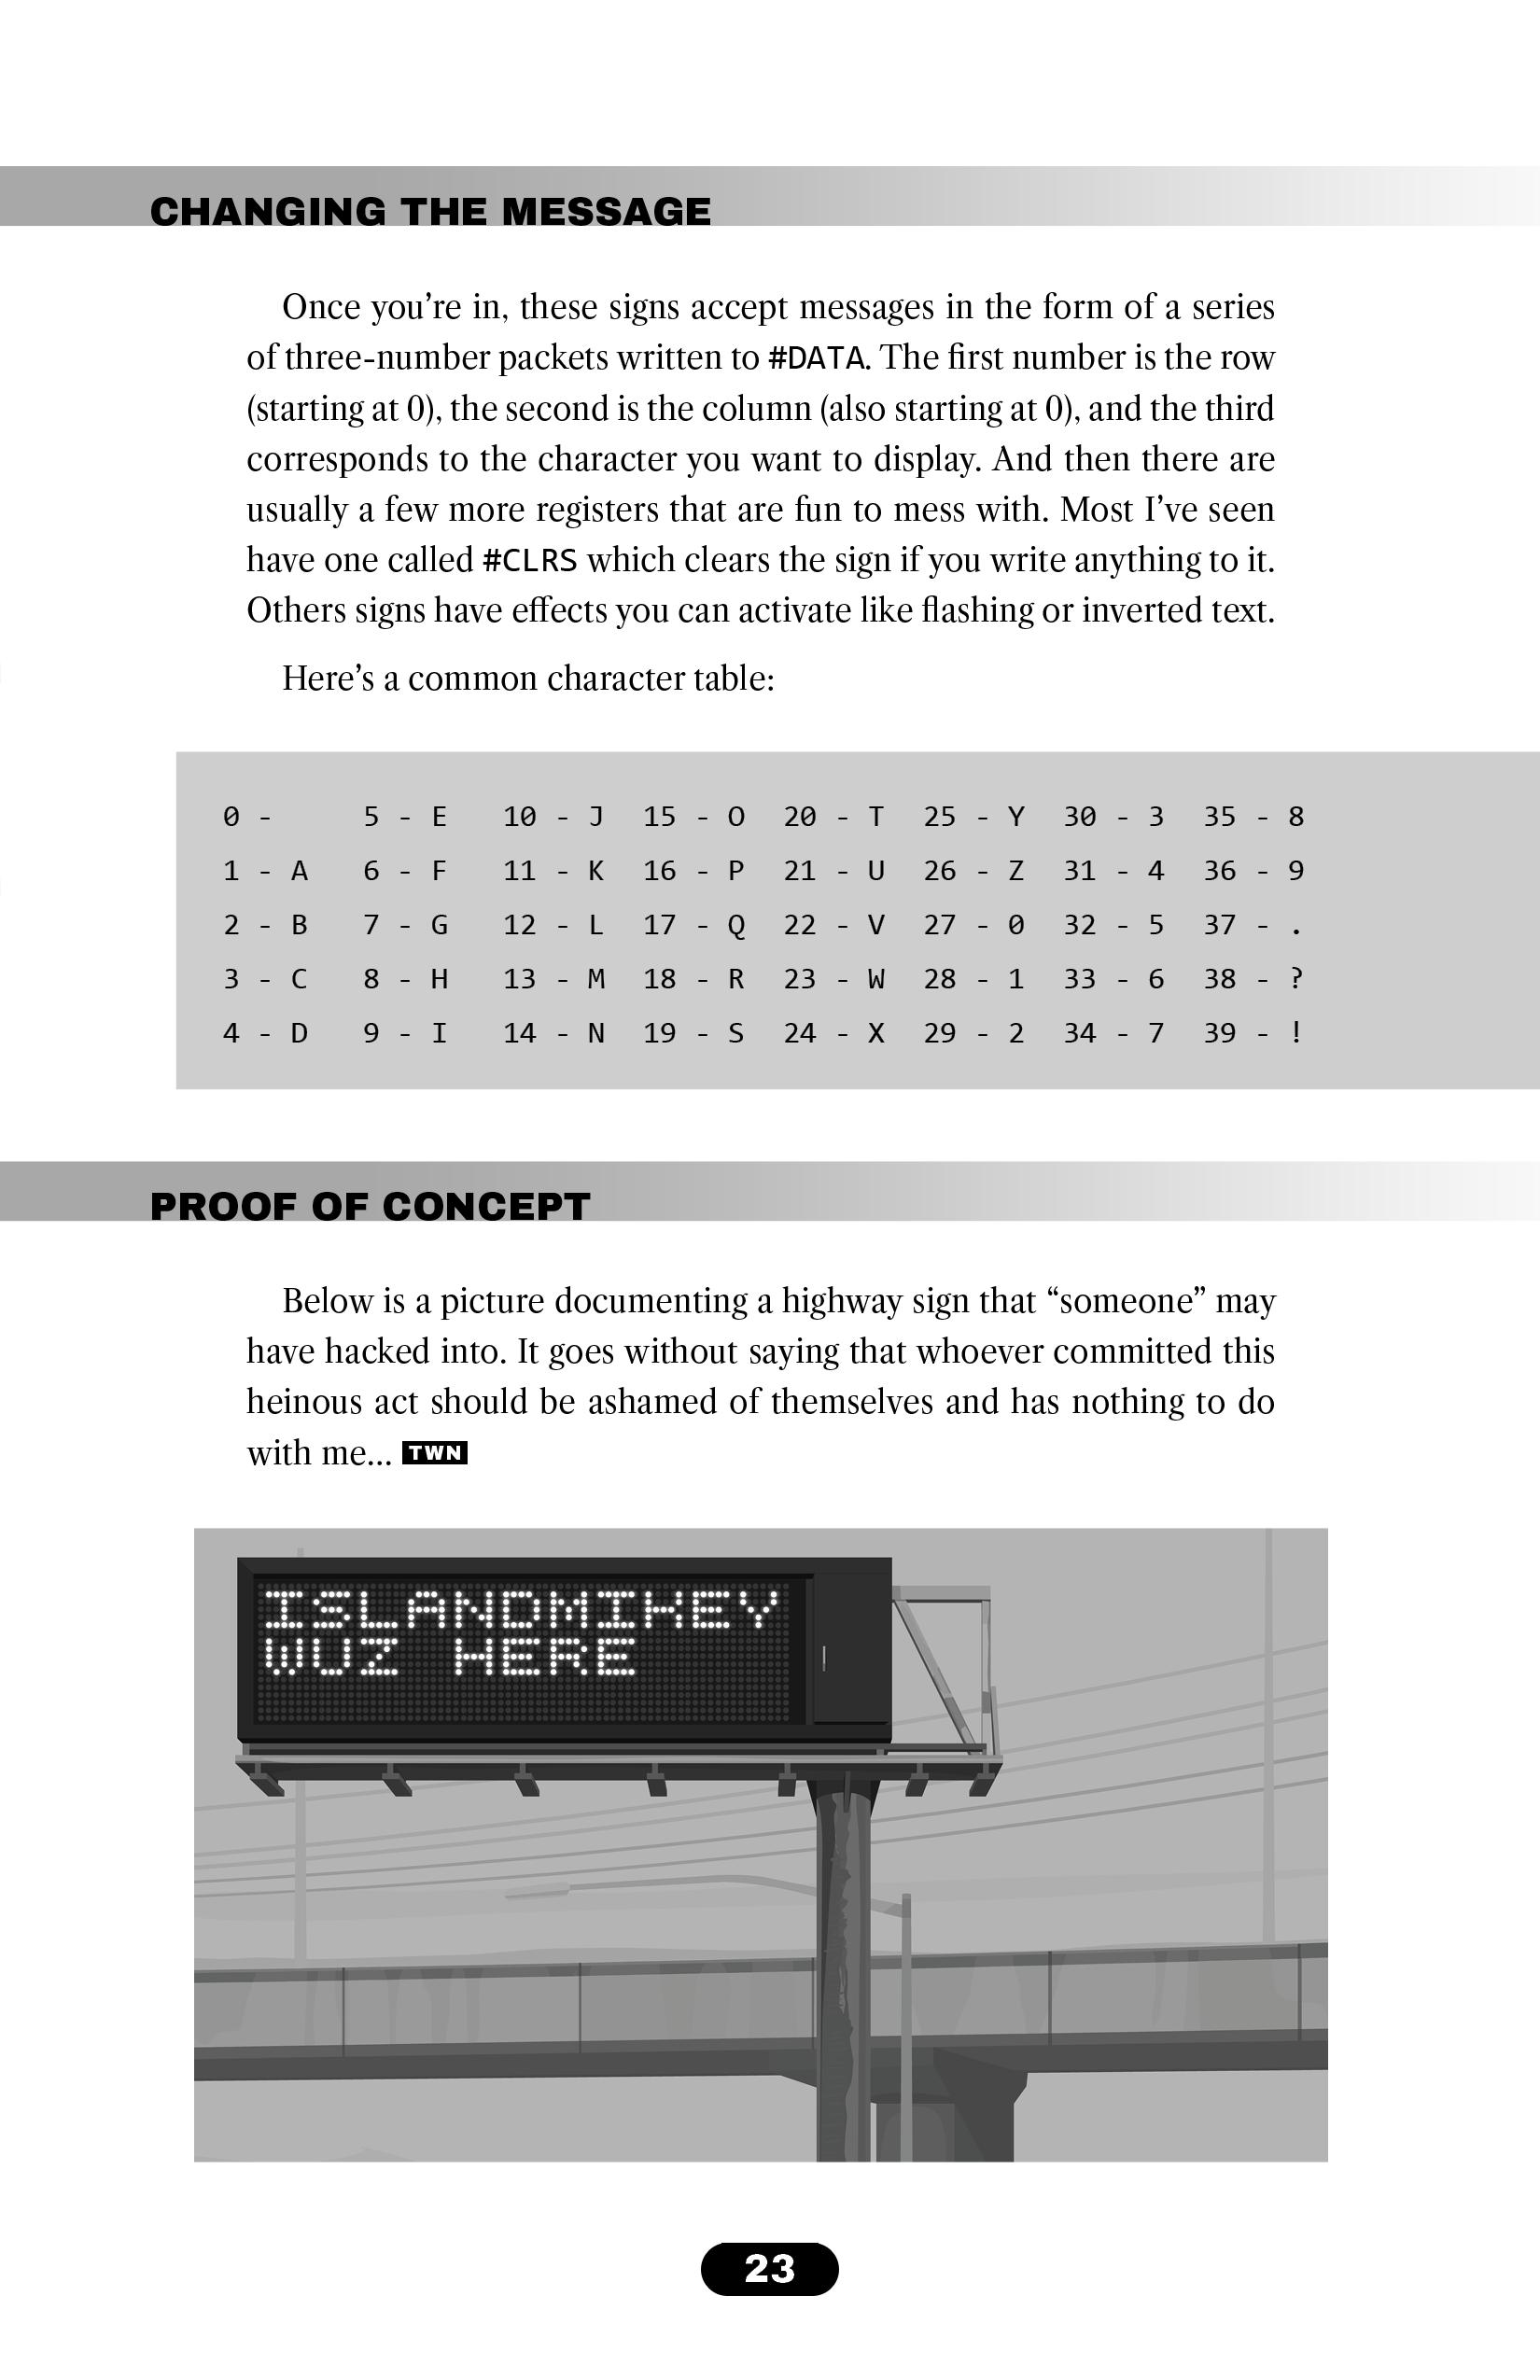 CHANGING THE MESSAGE
Once you’re in, these signs accept messages in the form of a series
of three-number packets written to #DATA. The first number is the row
(starting at 0), the second is the column (also starting at 0), and the third
corresponds to the character you want to display. And then there are
usually a few more registers that are fun to mess with. Most I’ve seen
have one called #CLRS which clears the sign if you write anything to it.
Others signs have effects you can activate like flashing or inverted text.
Here’s a common character table:
0 - 5 - E 10 - J 15 - O 20 - T 25 - Y 30 - 3 35 - 8
1 - A 6 - F 11 - K 16 - P 21 - U 26 - Z 31 - 4 36 - 9
2 - B 7 - G 12 - L 17 - Q 22 - V 27 - 0 32 - 5 37 - .
3 - C 8 - H 13 - M 18 - R 23 - W 28 - 1 33 - 6 38 - ?
4 - D 9 - I 14 - N 19 - S 24 - X 29 - 2 34 - 7 39 - !
PROOF OF CONCEPT
Below is a picture documenting a highway sign that “someone” may
have hacked into. It goes without saying that whoever committed this
heinous act should be ashamed of themselves and has nothing to do
with me... TWN
ISLANDMIKEY
WUZ HERE
23